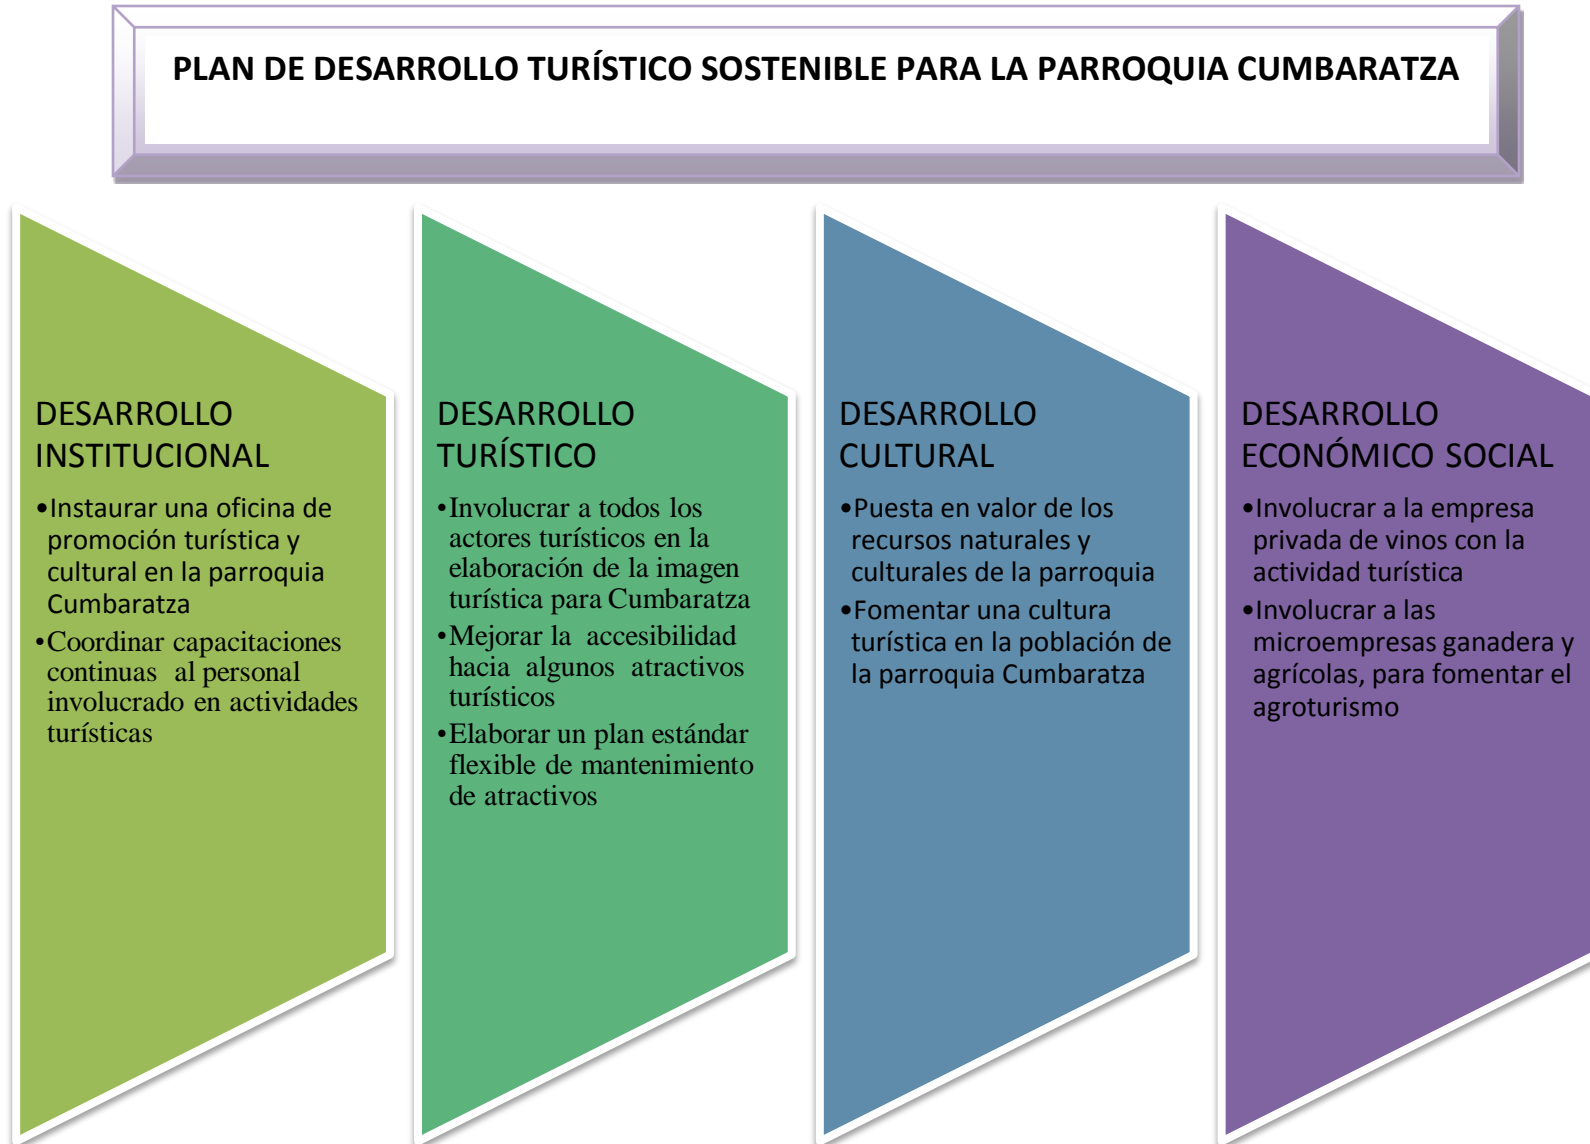 PLAN DE DESARROLLO TURÍSTICO SOSTENIBLE PARA LA PARROQUIA CUMBARATZA
DESARROLLO
INSTITUCIONAL
•Instaurar una oficina de
promoción turística y
cultural en la parroquia
Cumbaratza
•Coordinar capacitaciones
continuas al personal
involucrado en actividades
turísticas
DESARROLLO
TURÍSTICO
•Involucrar a todos los
actores turísticos en la
elaboración de la imagen
turística para Cumbaratza
•Mejorar la accesibilidad
hacia algunos atractivos
turísticos
•Elaborar un plan estándar
flexible de mantenimiento
de atractivos
DESARROLLO
CULTURAL
•Puesta en valor de los
recursos naturales y
culturales de la parroquia
•Fomentar una cultura
turística en la población de
la parroquia Cumbaratza
DESARROLLO
ECONÓMICO SOCIAL
•Involucrar a la empresa
privada de vinos con la
actividad turística
•Involucrar a las
microempresas ganadera y
agrícolas, para fomentar el
agroturismo